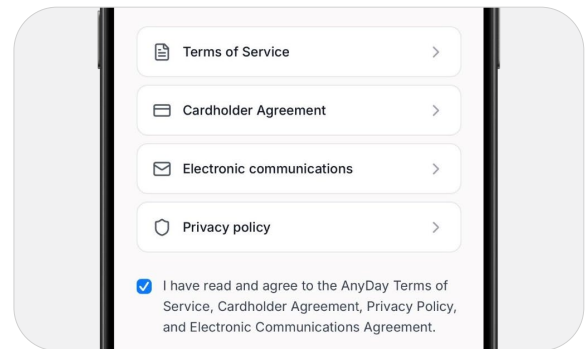 Terms of Service
Cardholder Agreement
Electronic communications
Privacy policy
I have read and agree to the AnyDay Terms of
Service, Cardholder Agreement, Privacy Policy,
and Electronic Communications Agreement.